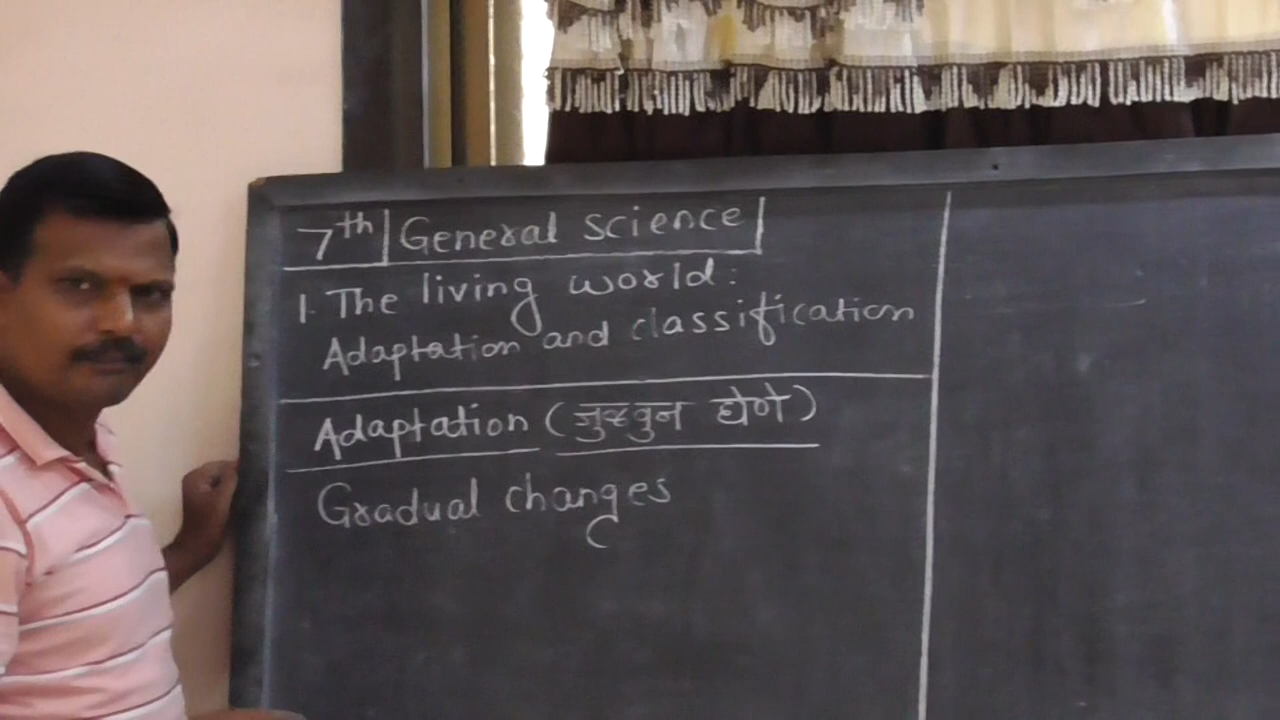 7th General science
1. The living world:
Adaptation and classification
Adaptation (जुळवुन घेणे)
Gradual changes